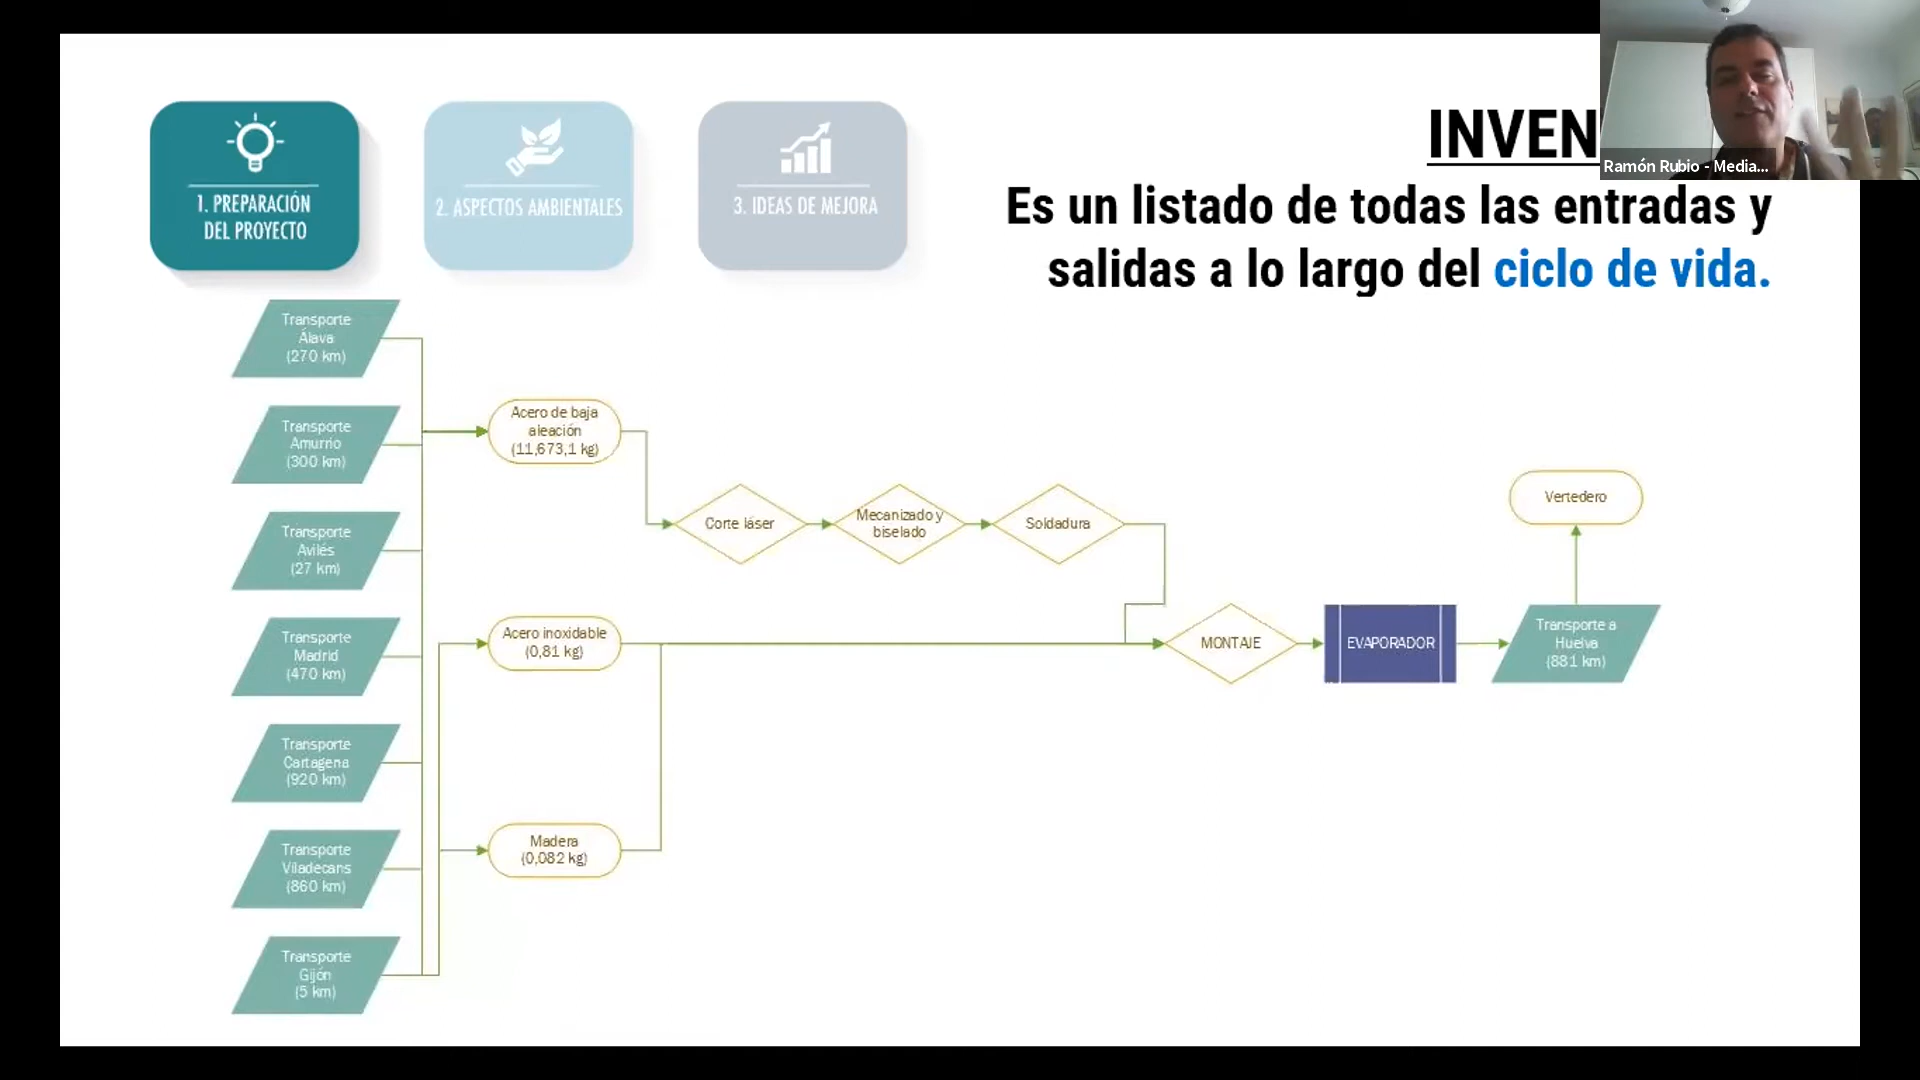 1. PREPARACIÓN
DEL PROYECTO
2. ASPECTOS AMBIENTALES
3. IDEAS DE MEJORA
INVEN
Ramón Rubio - Media...
Es un listado de todas las entradas y
salidas a lo largo del ciclo de vida.
Transporte
Álava
(270 km)
Transporte
Amurrio
(300 km)
Transporte
Avilés
(27 km)
Transporte
Madrid
(470 km)
Transporte
Cartagena
(920 km)
Transporte
Viladecans
(860 km)
Transporte
Gijón
(5 km)
Acero de baja
aleación
(11,673,1 kg)
Acero inoxidable
(0,81 kg)
Madera
(0,082 kg)
Corte láser
Mecanizado y
biselado
Soldadura
MONTAJE
EVAPORADOR
Transporte a
Huelva
(881 km)
Vertedero